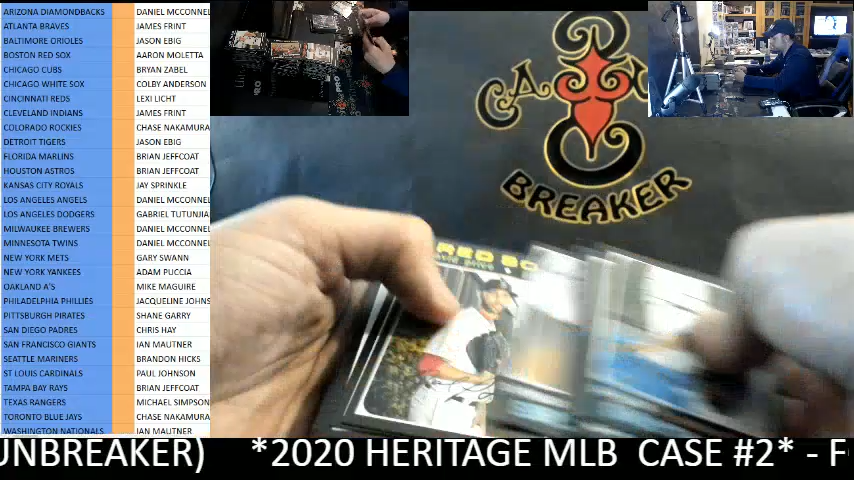 ARIZONA DIAMONDBACKS DANIEL MCCONNEL
ATLANTA BRAVES JAMES FRINT
BALTIMORE ORIOLES JASON EBIG
BOSTON RED SOX AARON MOLETTA
CHICAGO CUBS BRYAN ZABEL
CHICAGO WHITE SOX COLBY ANDERSON
CINCINNATI REDS LEXI LICHT
CLEVELAND INDIANS JAMES FRINT
COLORADO ROCKIES CHASE NAKAMURA
DETROIT TIGERS JASON EBIG
FLORIDA MARLINS BRIAN JEFFCOAT
HOUSTON ASTROS BRIAN JEFFCOAT
KANSAS CITY ROYALS JAY SPRINKLE
LOS ANGELES ANGELS DANIEL MCCONNEL
LOS ANGELES DODGERS GABRIEL TUTUNJIA
MILWAUKEE BREWERS DANIEL MCCONNEL
MINNESOTA TWINS DANIEL MCCONNEL
NEW YORK METS GARY SWANN
NEW YORK YANKEES ADAM PUCCIA
OAKLAND A'S MIKE MAGUIRE
PHILADELPHIA PHILLIES JACQUELINE JOHNS
PITTSBURGH PIRATES SHANE GARRY
SAN DIEGO PADRES CHRIS HAY
SAN FRANCISCO GIANTS IAN MAUTNER
SEATTLE MARINERS BRANDON HICKS
ST LOUIS CARDINALS PAUL JOHNSON
TAMPA BAY RAYS BRIAN JEFFCOAT
TEXAS RANGERS MICHAEL SIMPSON
TORONTO BLUE JAYS CHASE NAKAMURA
WASHINGTON NATIONALS IAN MAUTNER
BREAKER
RED SO
UNBREAKER) *2020 HERITAGE MLB CASE #2* - F